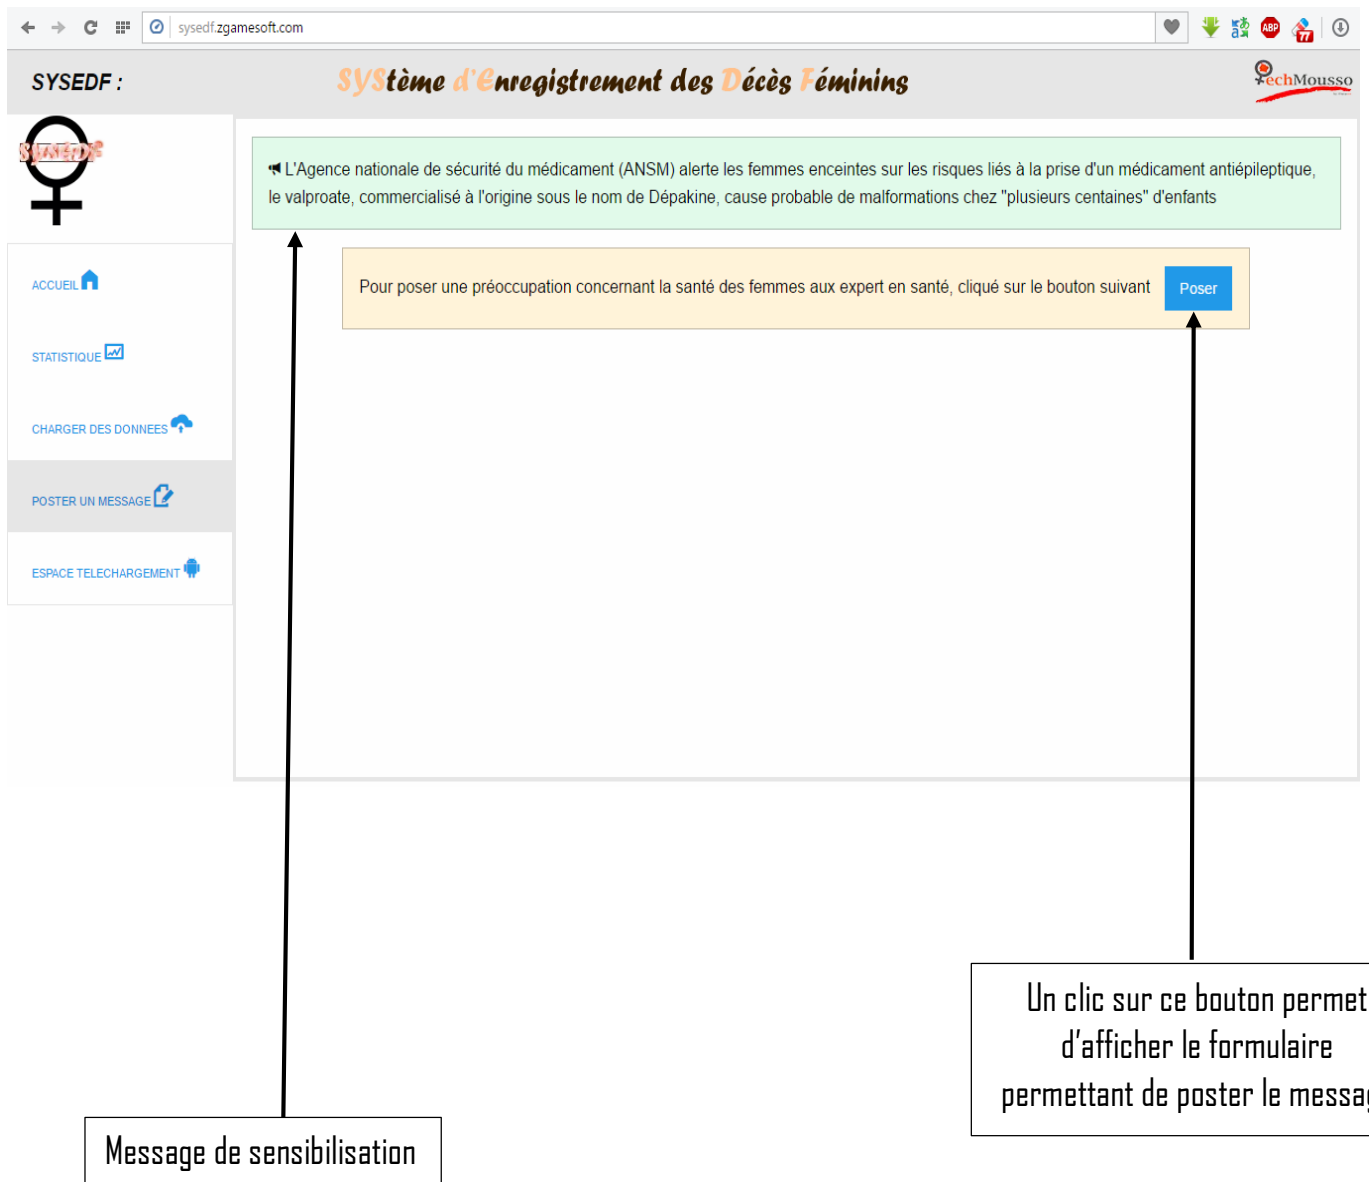 sysedf.zgamesoft.com
ABP
77
SYSEDF :
SYStème d'Enregistrement des Décès Féminins
TechMousso
SysEnDF
L'Agence nationale de sécurité du médicament (ANSM) alerte les femmes enceintes sur les risques liés à la prise d'un médicament antiépileptique,
le valproate, commercialisé à l'origine sous le nom de Dépakine, cause probable de malformations chez "plusieurs centaines" d'enfants
Pour poser une préoccupation concernant la santé des femmes aux expert en santé, cliqué sur le bouton suivant
Poser
ACCUEIL
STATISTIQUE
CHARGER DES DONNEES
POSTER UN MESSAGE
ESPACE TELECHARGEMENT
Un clic sur ce bouton permet
d'afficher le formulaire
permettant de poster le messag
Message de sensibilisation